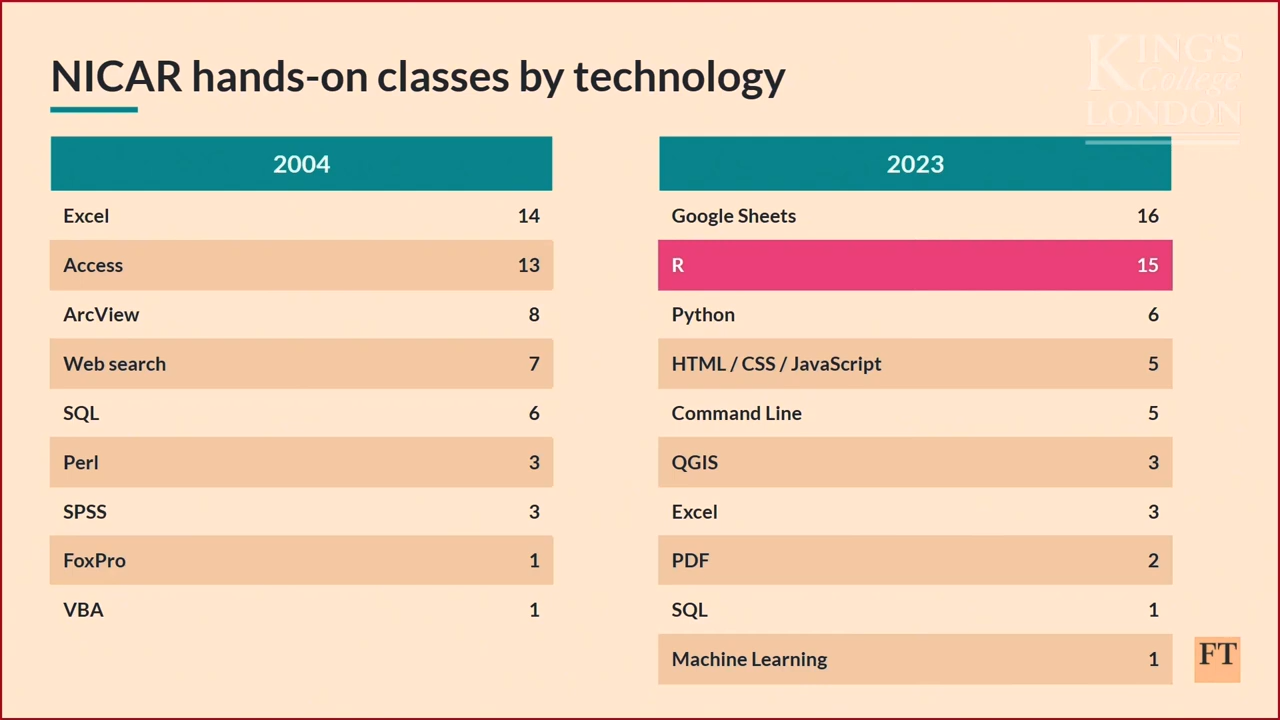 NICAR hands-on classes by technology
KING'S
College
LONDON
2004
Excel 14
Access 13
ArcView 8
Web search 7
SQL 6
Perl 3
SPSS 3
FoxPro 1
VBA 1
2023
Google Sheets 16
R 15
Python 6
HTML / CSS / JavaScript 5
Command Line 5
QGIS 3
Excel 3
PDF 2
SQL 1
Machine Learning 1
FT